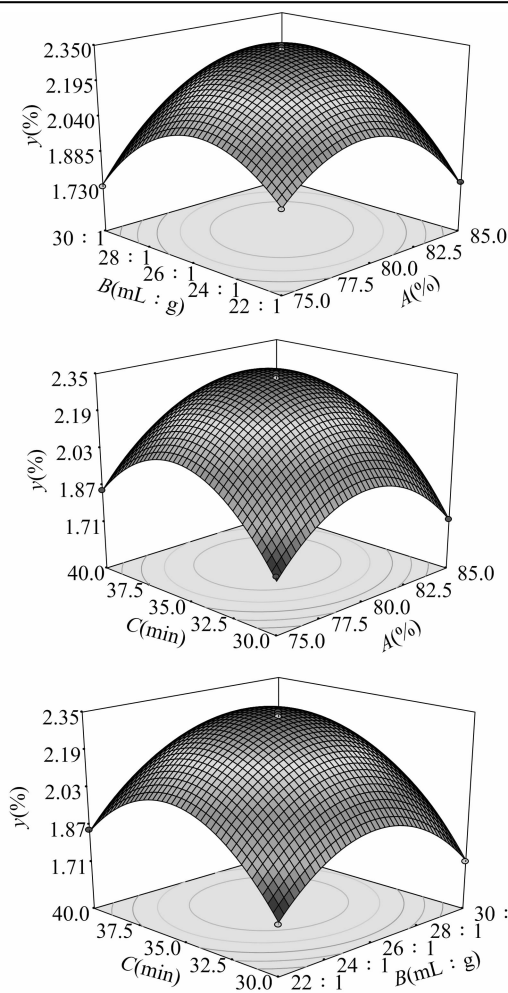 2.350
2.195
2.040
1.885
1.730
y(%)
30 : 1
28 : 1
26 : 1
24 : 1
22 : 1
B(mL : g)
75.0
77.5
80.0
82.5
85.0
A(%)
2.35
2.19
2.03
1.87
1.71
y(%)
40.0
37.5
35.0
32.5
30.0
C(min)
75.0
77.5
80.0
82.5
85.0
A(%)
2.35
2.19
2.03
1.87
1.71
y(%)
40.0
37.5
35.0
32.5
30.0
C(min)
22 : 1
24 : 1
26 : 1
28 : 1
30 :
B(mL : g)